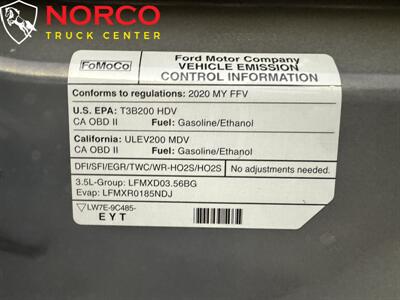 NORCO
TRUCK CENTER
FoMoCo
Ford Motor Company
VEHICLE EMISSION
CONTROL INFORMATION
Conforms to regulations: 2020 MY FFV
U.S. EPA: T3B200 HDV
CA OBD II Fuel: Gasoline/Ethanol
California: ULEV200 MDV
CA OBD II Fuel: Gasoline/Ethanol
DFI/SFI/EGR/TWC/WR-HO2S/HO2S No adjustments needed.
3.5L-Group: LFMXD03.56BG
Evap: LFMXR0185NDJ
LW7E-9C485-
EYT